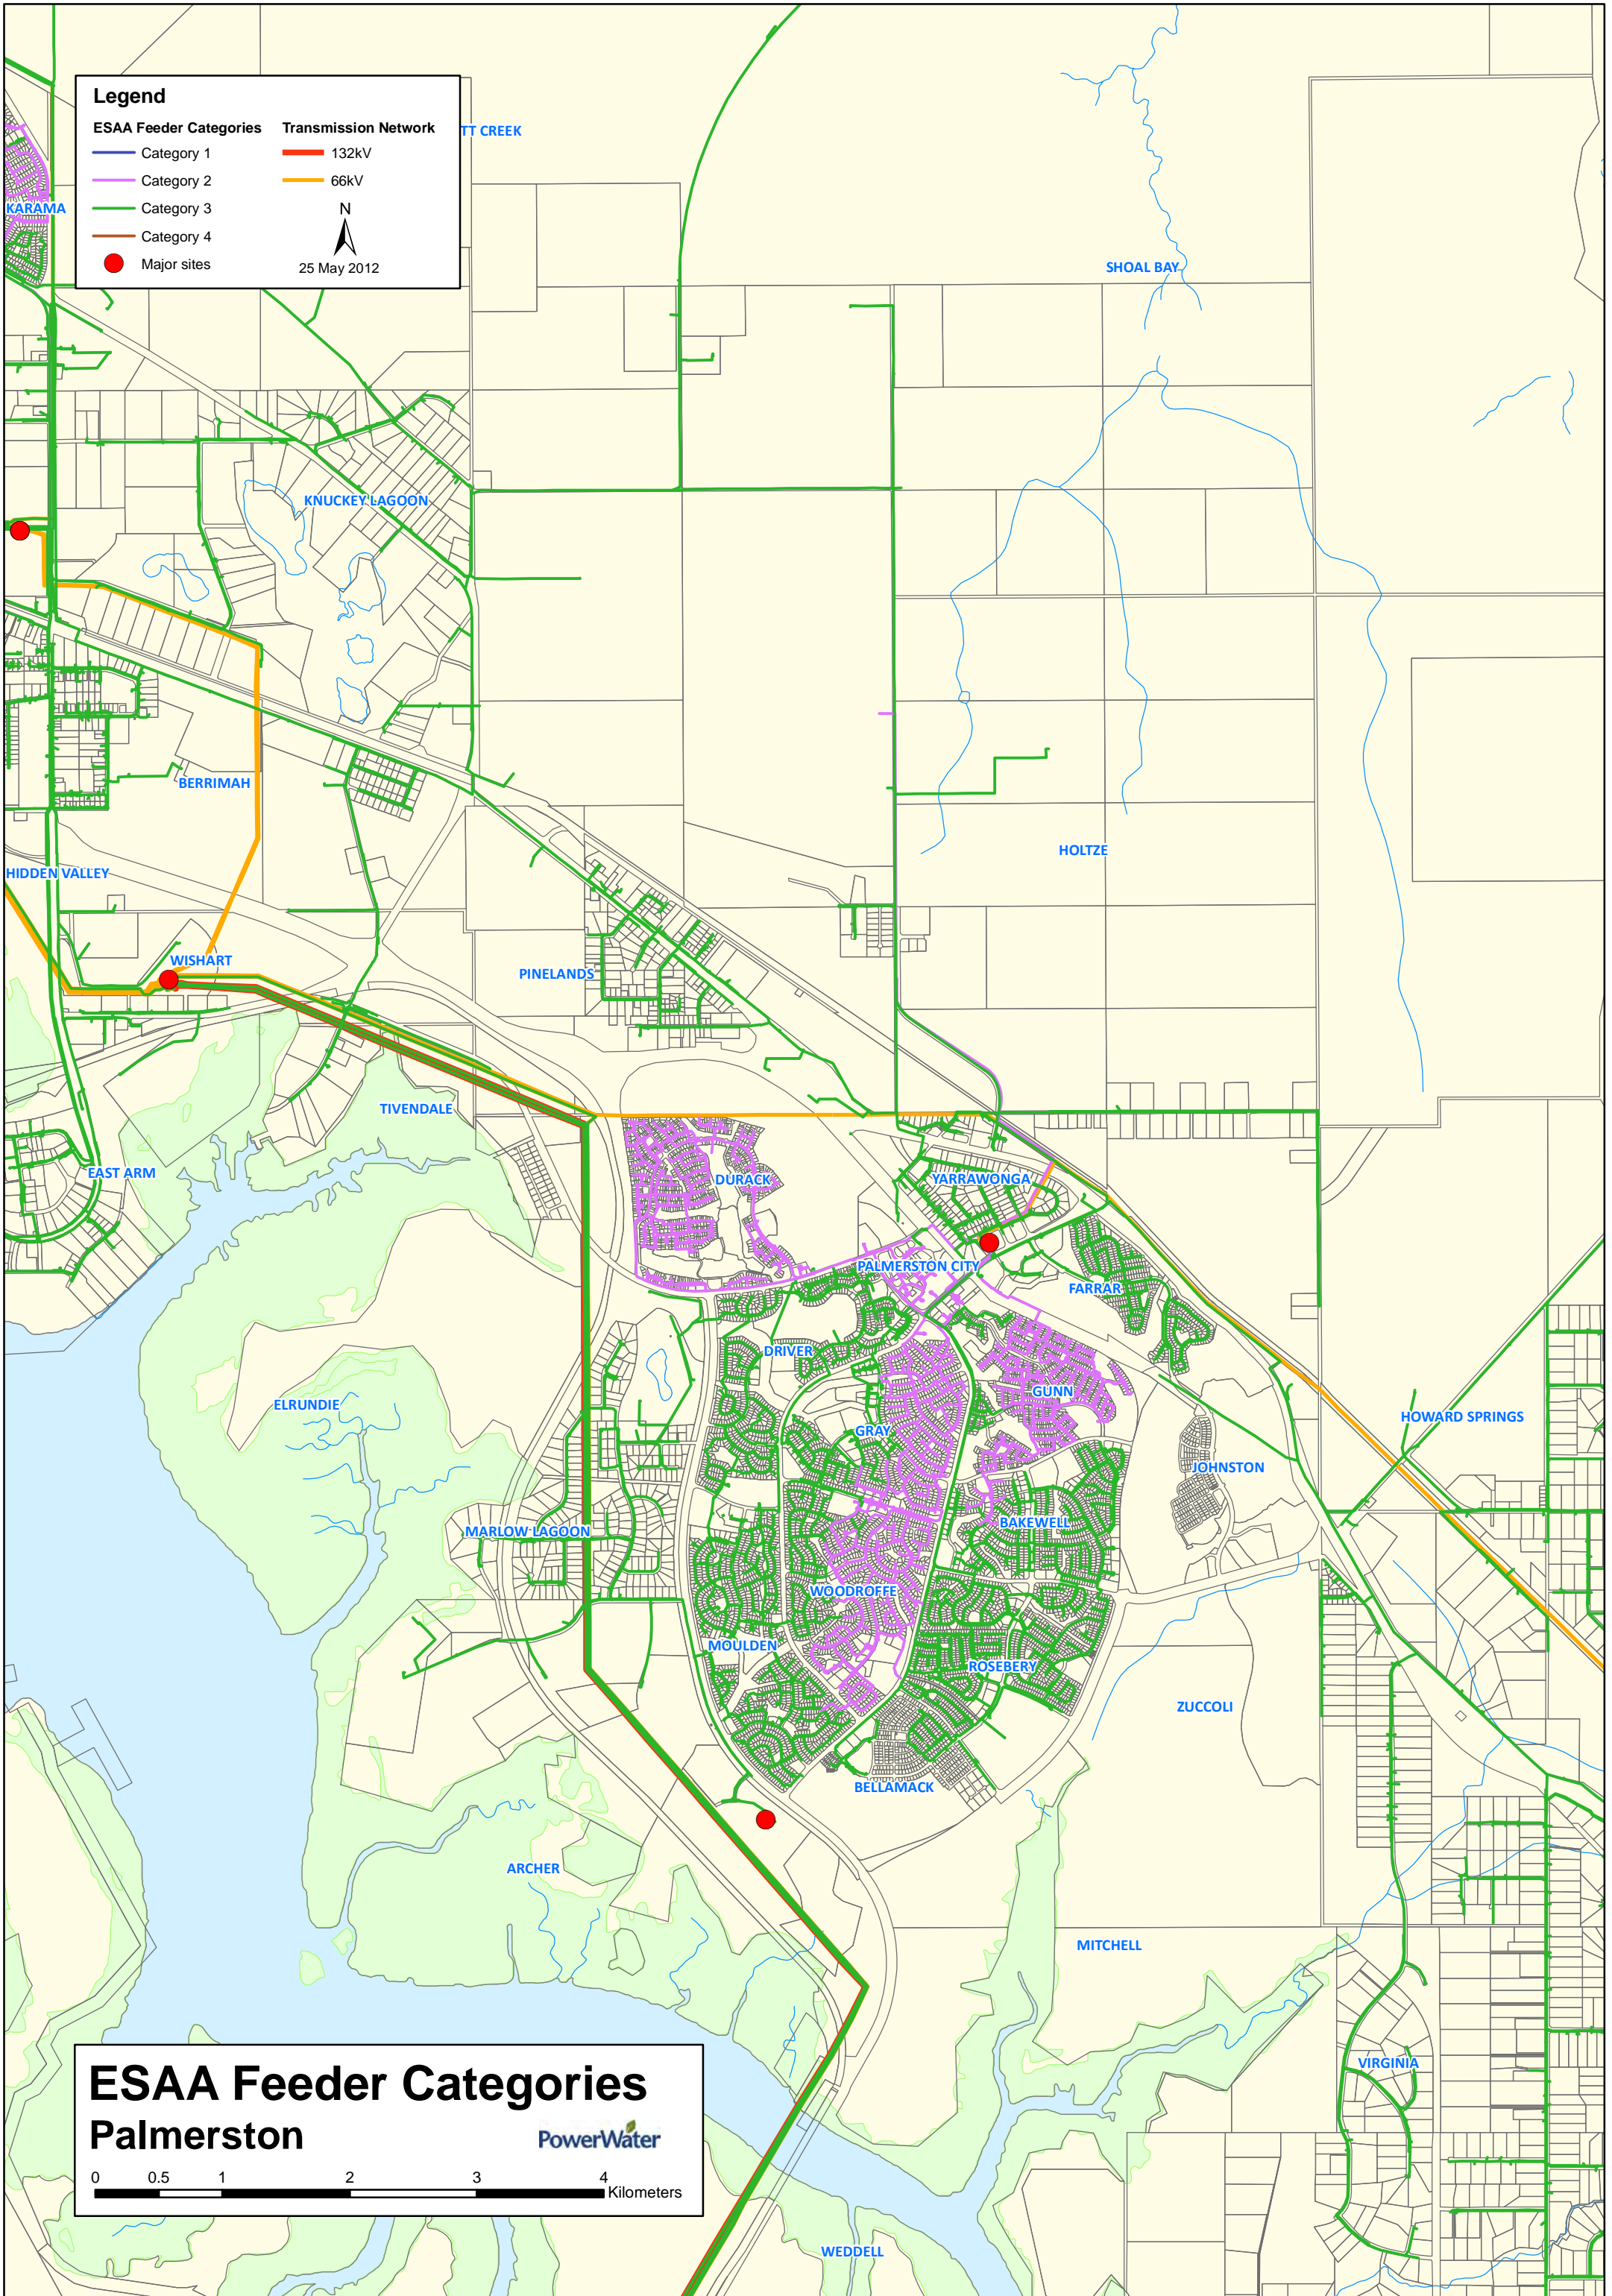 Legend
ESAA Feeder Categories
Transmission Network
Category 1
132kV
Category 2
66kV
Category 3
N
Category 4
Major sites
25 May 2012
TT CREEK
KARAMA
SHOAL BAY
KNUCKEY LAGOON
BERRIMAH
HOLTZE
HIDDEN VALLEY
WISHART
PINELANDS
TIVENDALE
EAST ARM
DURACK
YARRAWONGA
PALMERSTON CITY
FARRAR
DRIVER
GUNN
ELRUNDIE
HOWARD SPRINGS
GRAY
JOHNSTON
BAKEWELL
MARLOW LAGOON
WOODROFFE
MOULDEN
ROSEBERY
ZUCCOLI
BELLAMACK
ARCHER
MITCHELL
VIRGINIA
WEDDELL
ESAA Feeder Categories
Palmerston
PowerWater
0 0.5 1 2 3 4
Kilometers